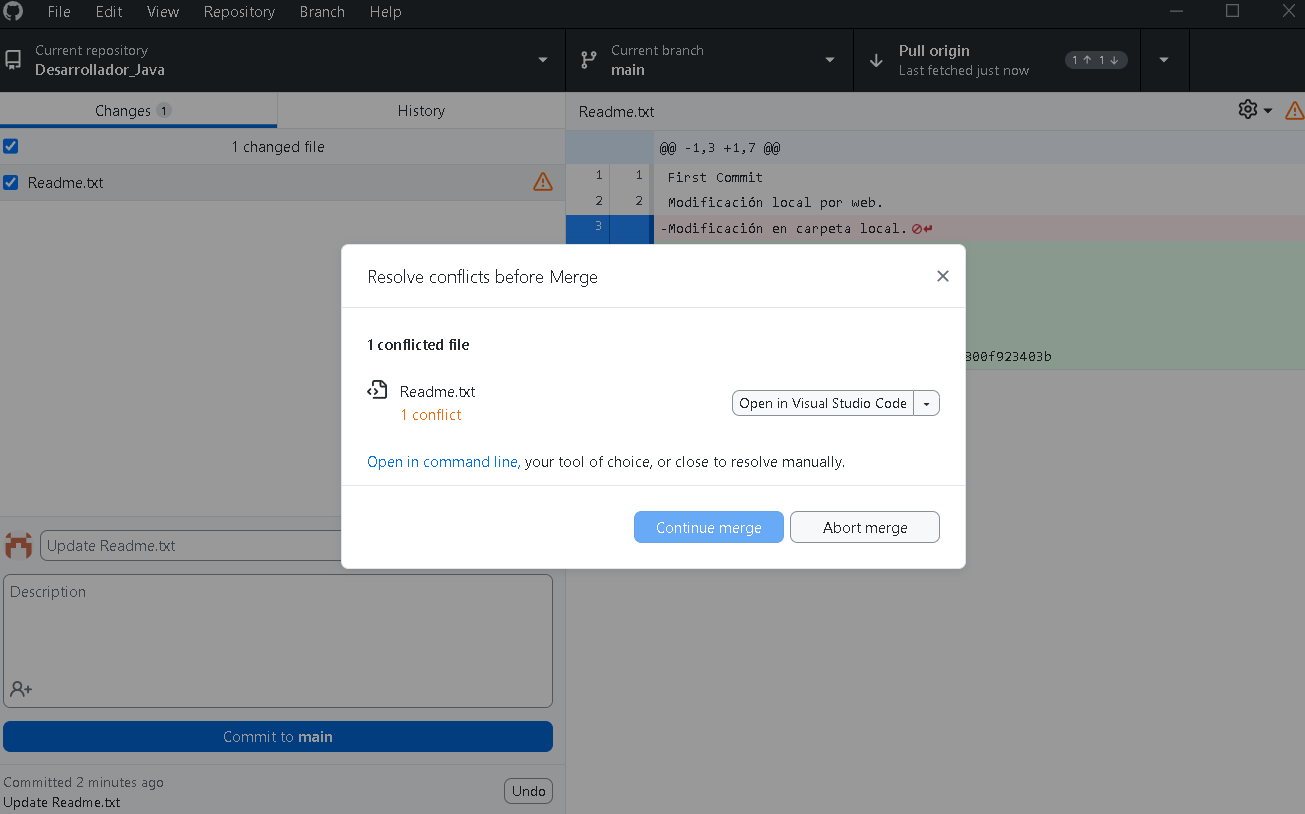 File Edit View Repository Branch Help
Current repository
Desarrollador_Java
Current branch
main
Pull origin
Last fetched just now
1 ↑ 1 ↓
Changes 1
History
Readme.txt
1 changed file
Readme.txt
@@ -1,3 +1,7 @@
1 1 First Commit
2 2 Modificación local por web.
3 -Modificación en carpeta local.
800f923403b
Resolve conflicts before Merge
1 conflicted file
Readme.txt
1 conflict
Open in Visual Studio Code
Open in command line, your tool of choice, or close to resolve manually.
Continue merge
Abort merge
Update Readme.txt
Description
Commit to main
Committed 2 minutes ago
Update Readme.txt
Undo